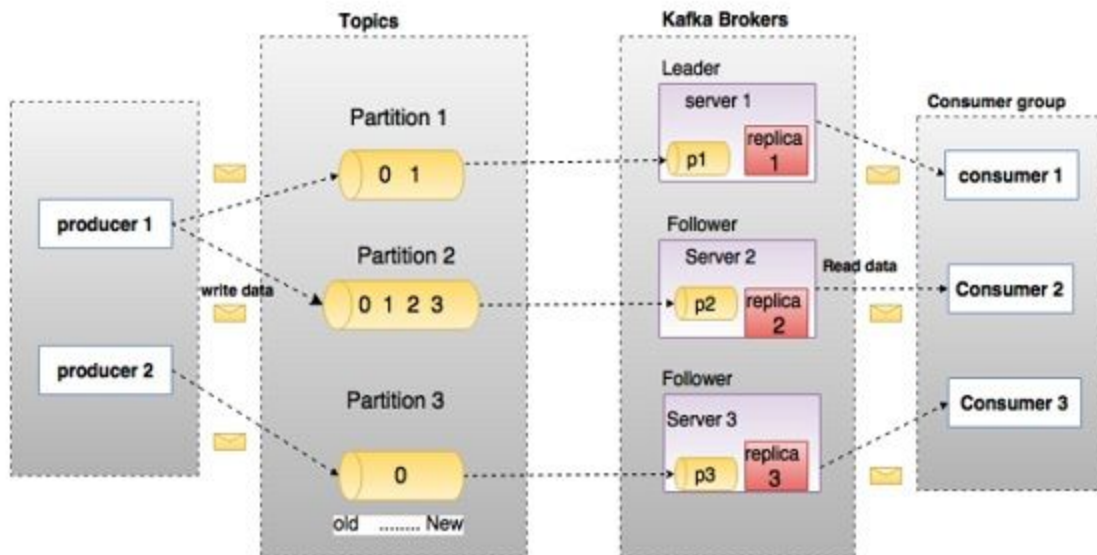 Topics
Kafka Brokers
producer 1
producer 2
write data
Partition 1
0 1
Partition 2
0 1 2 3
Partition 3
0
old ........ New
Leader
server 1
p1
replica
1
Follower
Server 2
p2
replica
2
Follower
Server 3
p3
replica
3
Read data
Consumer group
consumer 1
Consumer 2
Consumer 3